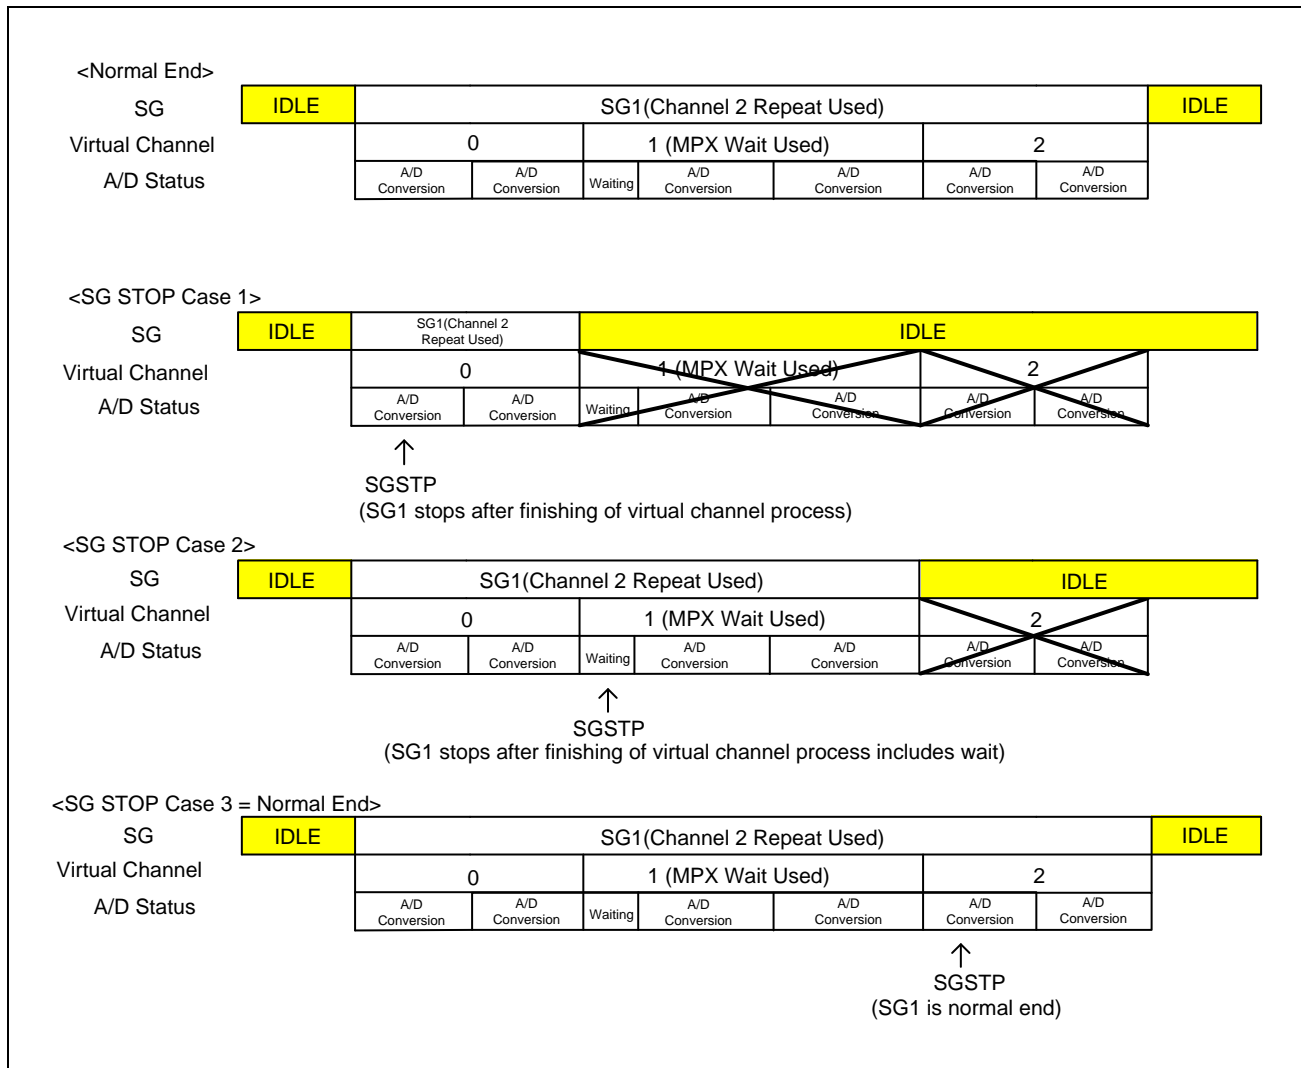 <Normal End>
SG IDLE SG1(Channel 2 Repeat Used) IDLE
Virtual Channel 0 1 (MPX Wait Used) 2
A/D Status A/D Conversion A/D Conversion Waiting A/D Conversion A/D Conversion A/D Conversion A/D Conversion
<SG STOP Case 1>
SG IDLE SG1(Channel 2 Repeat Used) IDLE
Virtual Channel 0 1 (MPX Wait Used) 2
A/D Status A/D Conversion A/D Conversion Waiting A/D Conversion A/D Conversion A/D Conversion A/D Conversion
SGSTP
(SG1 stops after finishing of virtual channel process)
<SG STOP Case 2>
SG IDLE SG1(Channel 2 Repeat Used) IDLE
Virtual Channel 0 1 (MPX Wait Used) 2
A/D Status A/D Conversion A/D Conversion Waiting A/D Conversion A/D Conversion A/D Conversion A/D Conversion
SGSTP
(SG1 stops after finishing of virtual channel process includes wait)
<SG STOP Case 3 = Normal End>
SG IDLE SG1(Channel 2 Repeat Used) IDLE
Virtual Channel 0 1 (MPX Wait Used) 2
A/D Status A/D Conversion A/D Conversion Waiting A/D Conversion A/D Conversion A/D Conversion A/D Conversion
SGSTP
(SG1 is normal end)